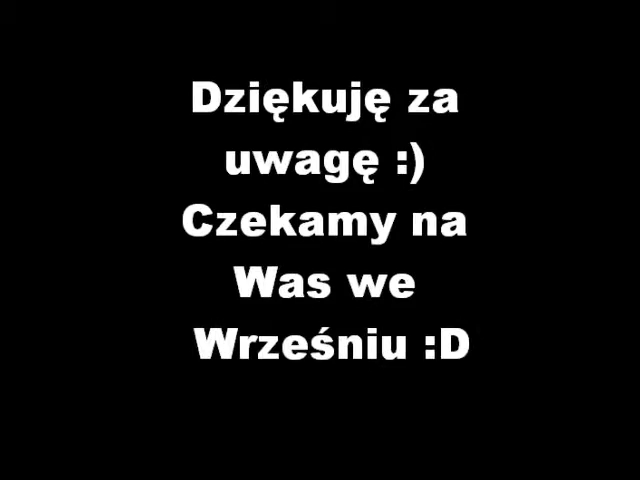 Dziękuję za
uwagę :)
Czekamy na
Was we
Wrześniu :D